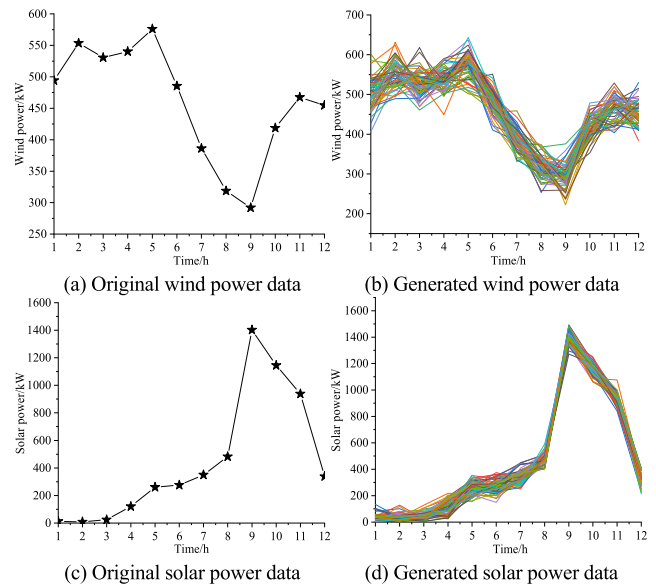 600
550
500
450
400
350
300
250
Wind power/kW
1 2 3 4 5 6 7 8 9 10 11 12
Time/h
(a) Original wind power data
700
600
500
400
300
200
Wind power/kW
1 2 3 4 5 6 7 8 9 10 11 12
Time/h
(b) Generated wind power data
1600
1400
1200
1000
800
600
400
200
0
Solar power/kW
1 2 3 4 5 6 7 8 9 10 11 12
Time/h
(c) Original solar power data
1600
1400
1200
1000
800
600
400
200
0
Solar power/kW
1 2 3 4 5 6 7 8 9 10 11 12
Time/h
(d) Generated solar power data